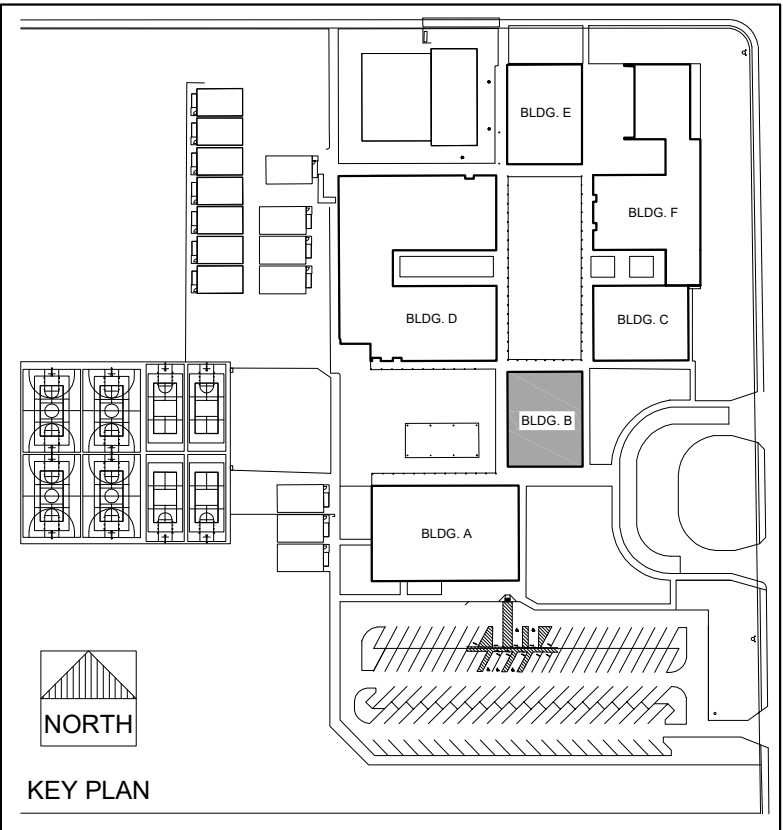 BLDG. E
BLDG. F
BLDG. D
BLDG. C
BLDG. B
BLDG. A
NORTH
KEY PLAN